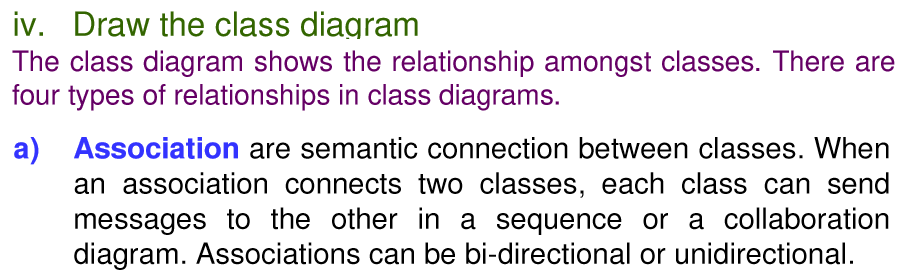 iv. Draw the class diagram
The class diagram shows the relationship amongst classes. There are
four types of relationships in class diagrams.
a) Association are semantic connection between classes. When
an association connects two classes, each class can send
messages to the other in a sequence or a collaboration
diagram. Associations can be bi-directional or unidirectional.